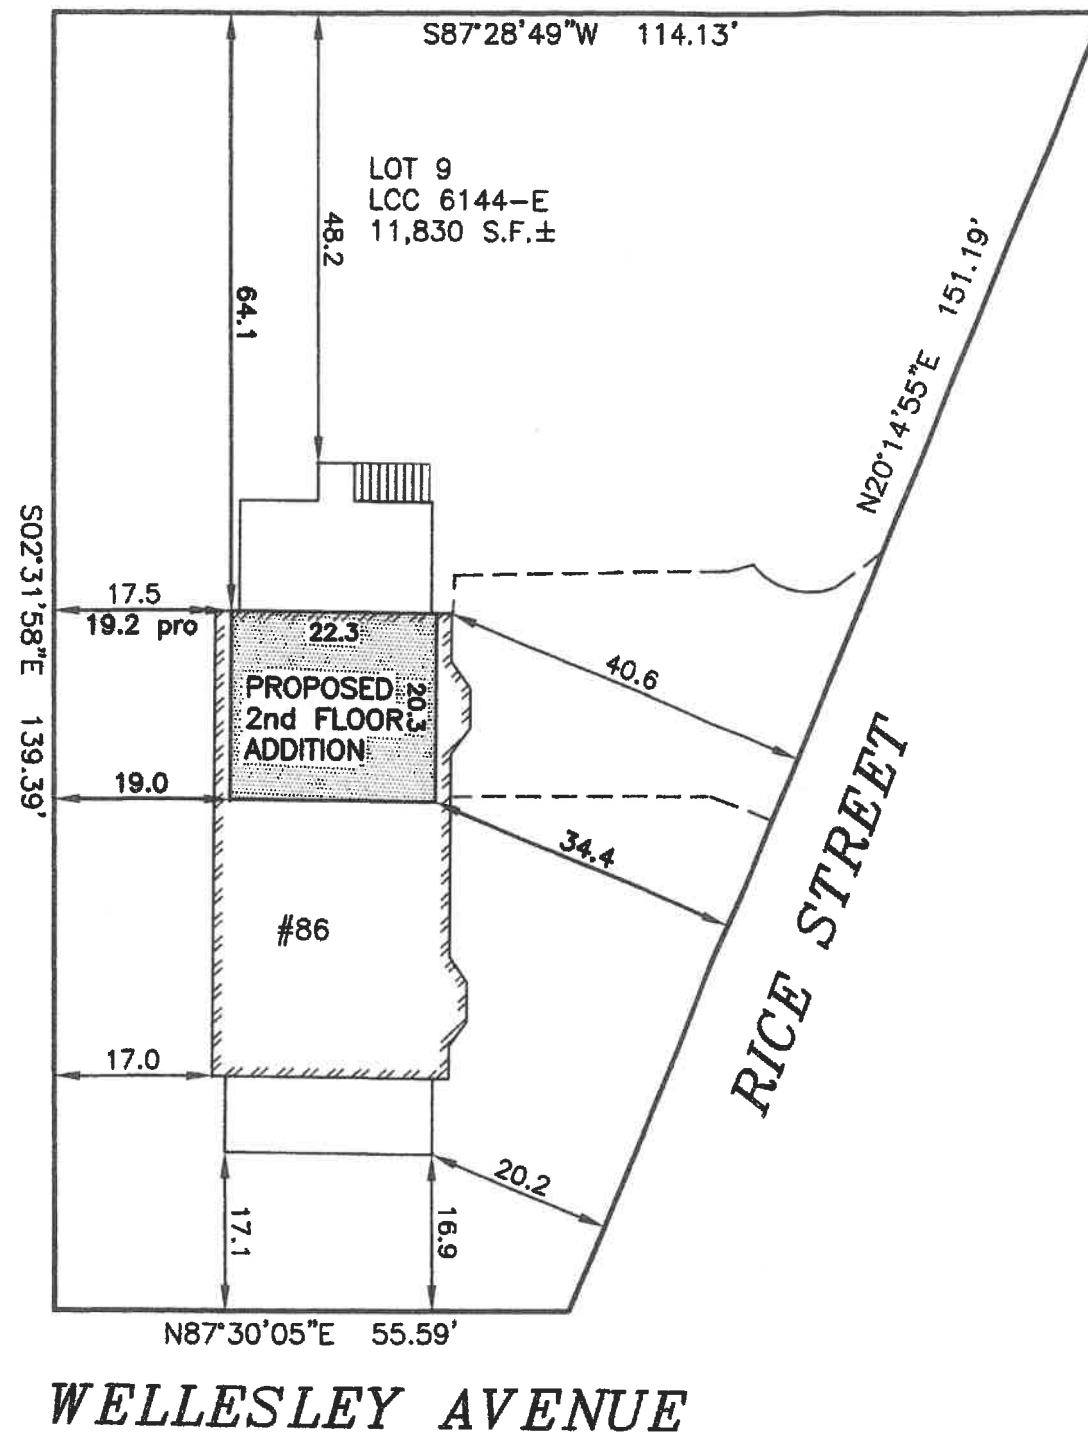 S87°28'49"W 114.13'
LOT 9
LCC 6144-E
11,830 S.F.±
48.2
64.1
N20°14'55"E 151.19'
S02°31'58"E 139.39'
17.5
19.2 pro
22.3
20.3
PROPOSED
2nd FLOOR
ADDITION
40.6
19.0
34.4
#86
RICE STREET
17.0
20.2
17.1
16.9
N87°30'05"E 55.59'
WELLESLEY AVENUE